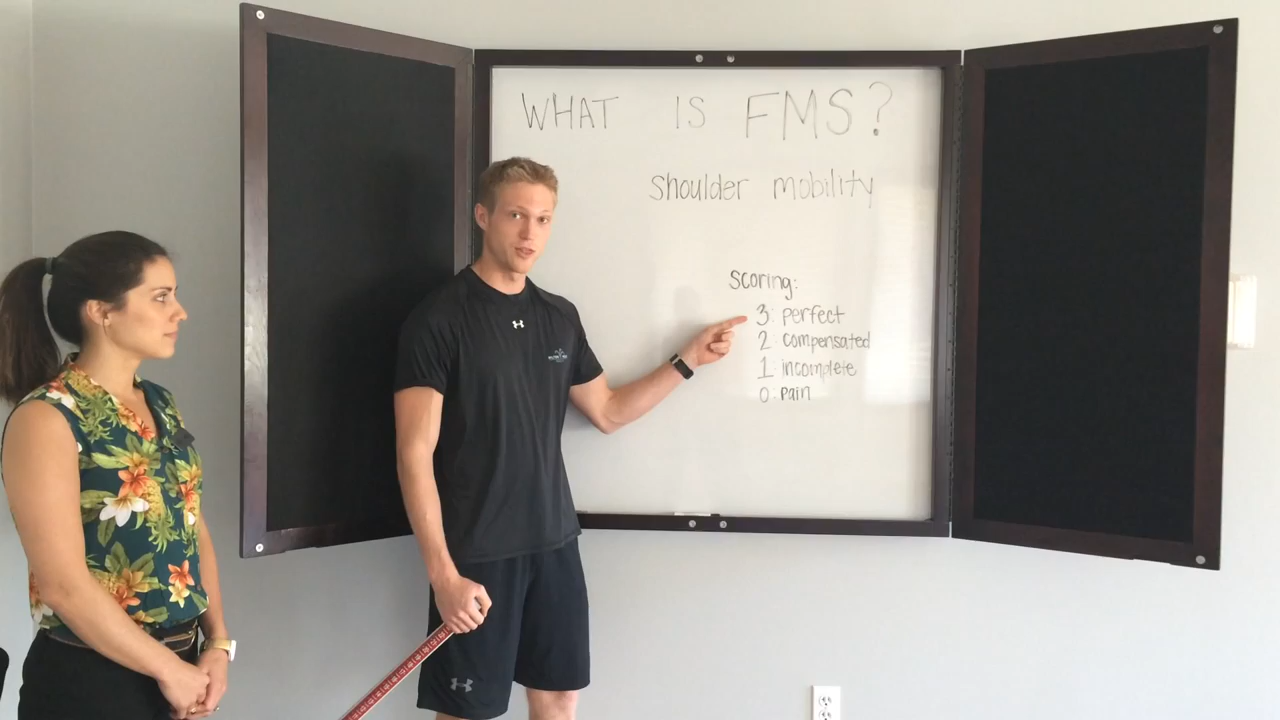 WHAT IS FMS?
Shoulder mobility
Scoring:
3: perfect
2 compensated
1: incomplete
0: pain